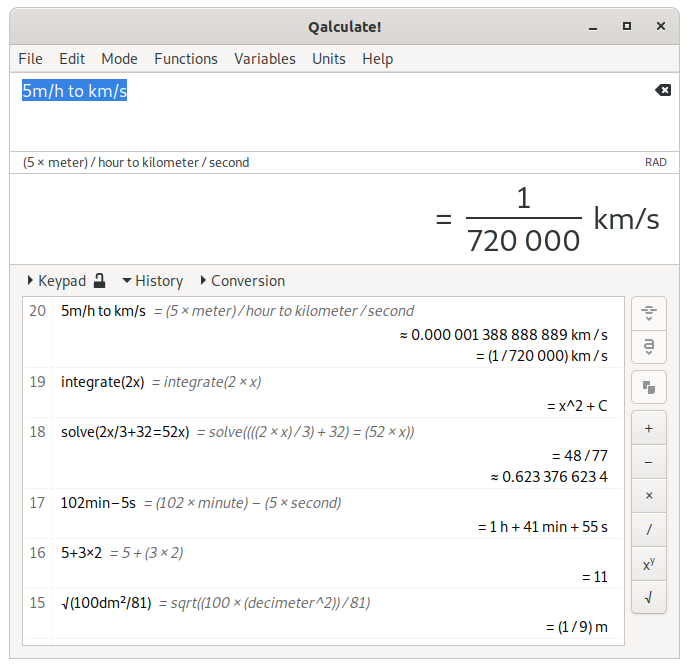 Qalculate!
File Edit Mode Functions Variables Units Help
5m/h to km/s
(5 × meter) / hour to kilometer / second RAD
= 1/720 000 km/s
Keypad History Conversion
20 5m/h to km/s = (5 × meter) / hour to kilometer / second
≈ 0.000 001 388 888 889 km / s
= (1 / 720 000) km / s
19 integrate(2x) = integrate(2 × x)
= x^2 + C
18 solve(2x/3+32=52x) = solve((((2 × x) / 3) + 32) = (52 × x))
= 48 / 77
≈ 0.623 376 623 4
17 102min−5s = (102 × minute) − (5 × second)
= 1 h + 41 min + 55 s
16 5+3×2 = 5 + (3 × 2)
= 11
15 √(100dm²/81) = sqrt((100 × (decimeter^2)) / 81)
= (1 / 9) m
a
+
−
×
/
xʸ
√